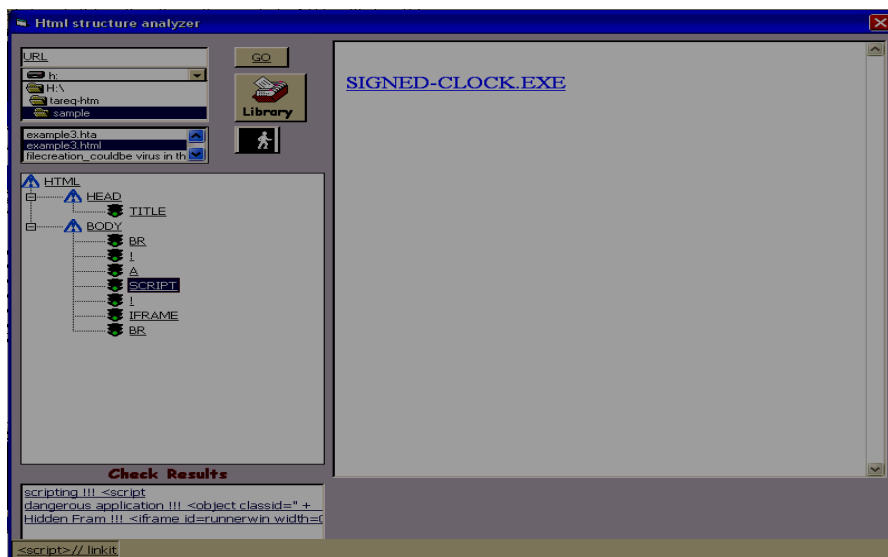 Html structure analyzer
URL
GO
h:
H:\
tareq-htm
sample
Library
example3.hta
example3.html
filecreation_couldbe virus in th
SIGNED-CLOCK.EXE
HTML
HEAD
TITLE
BODY
BR
!
A
SCRIPT
!
IFRAME
BR
Check Results
scripting !!! <script
dangerous application !!! <object classid=" +
Hidden Fram !!! <iframe id=runnerwin width=0
<script>// linkit